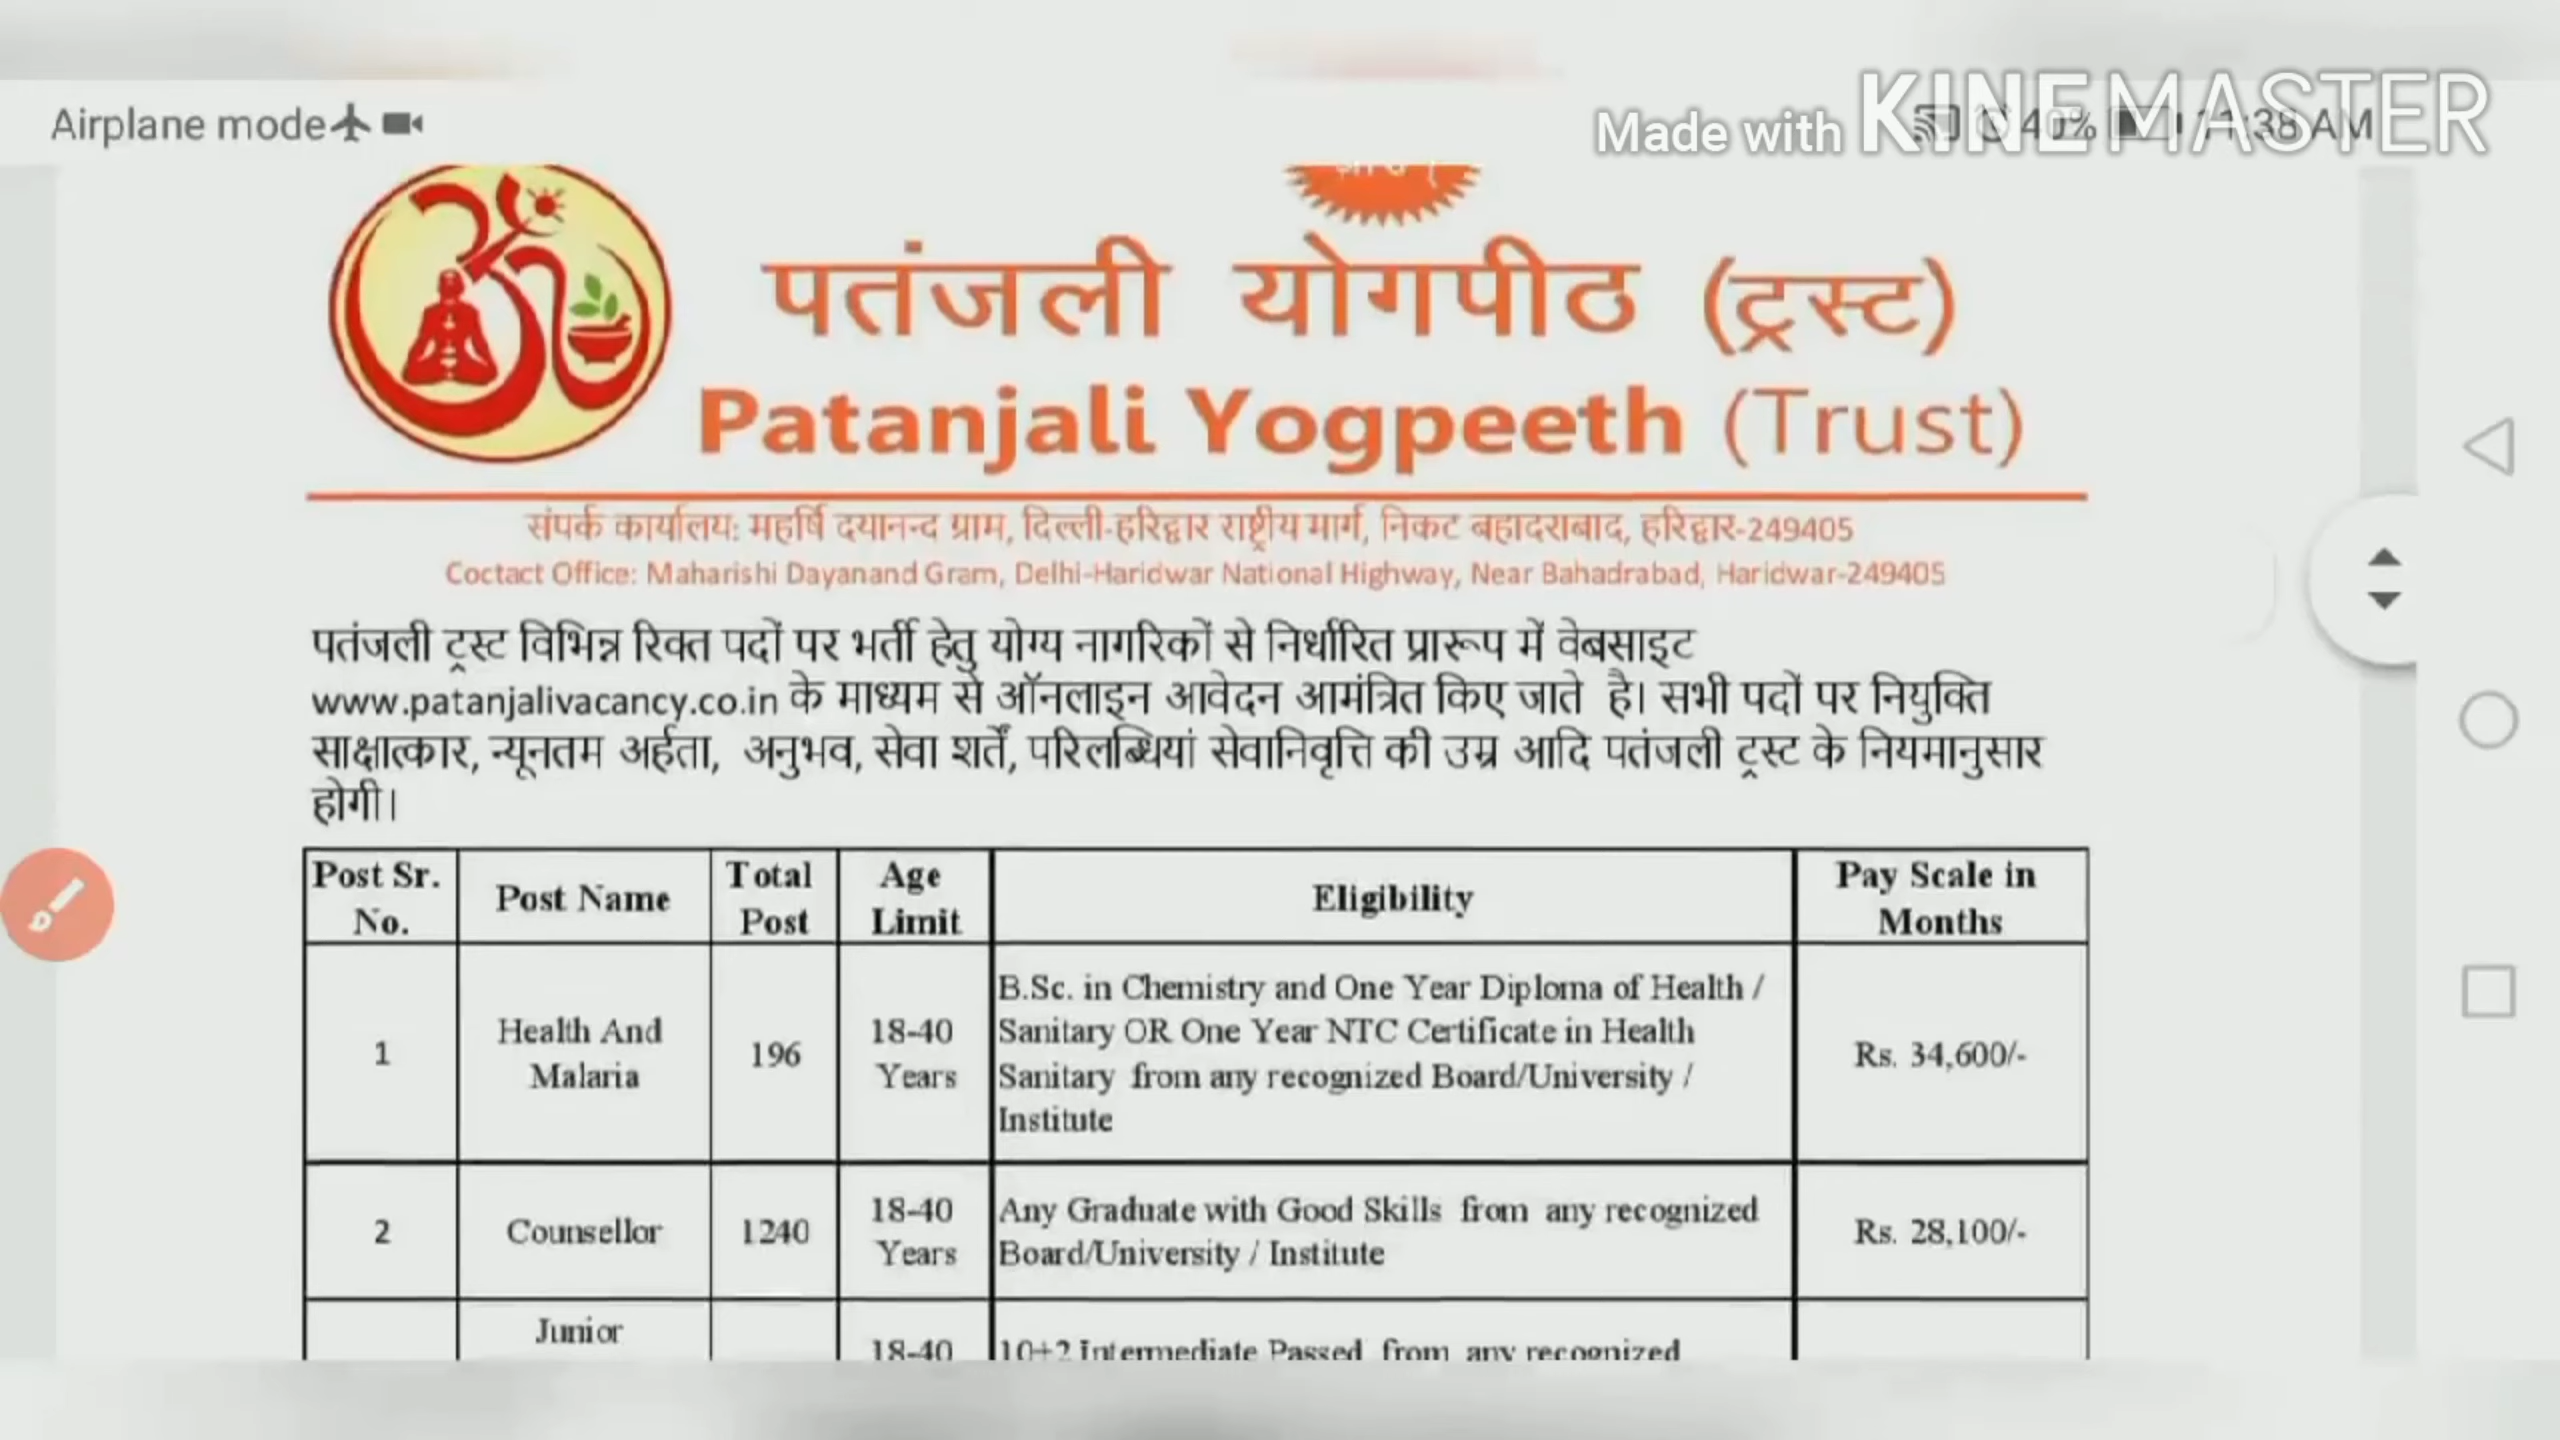 Airplane mode
Made with KINEMASTER
40% 11:38 AM
पतंजली योगपीठ (ट्रस्ट)
Patanjali Yogpeeth (Trust)
संपर्क कार्यालय: महर्षि दयानन्द ग्राम, दिल्ली-हरिद्वार राष्ट्रीय मार्ग, निकट बहादराबाद, हरिद्वार-249405
Coctact Office: Maharishi Dayanand Gram, Delhi-Haridwar National Highway, Near Bahadrabad, Haridwar-249405
पतंजली ट्रस्ट विभिन्न रिक्त पदों पर भर्ती हेतु योग्य नागरिकों से निर्धारित प्रारूप में वेबसाइट
www.patanjalivacancy.co.in के माध्यम से ऑनलाइन आवेदन आमंत्रित किए जाते है। सभी पदों पर नियुक्ति
साक्षात्कार, न्यूनतम अर्हता, अनुभव, सेवा शर्तें, परिलब्धियां सेवानिवृत्ति की उम्र आदि पतंजली ट्रस्ट के नियमानुसार
होगी।
Post Sr. No.
Post Name
Total Post
Age Limit
Eligibility
Pay Scale in Months
1
Health And
Malaria
196
18-40
Years
B.Sc. in Chemistry and One Year Diploma of Health /
Sanitary OR One Year NTC Certificate in Health
Sanitary from any recognized Board/University /
Institute
Rs. 34,600/-
2
Counsellor
1240
18-40
Years
Any Graduate with Good Skills from any recognized
Board/University / Institute
Rs. 28,100/-
Junior
18-40
10+2 Intermediate Passed from any recognized